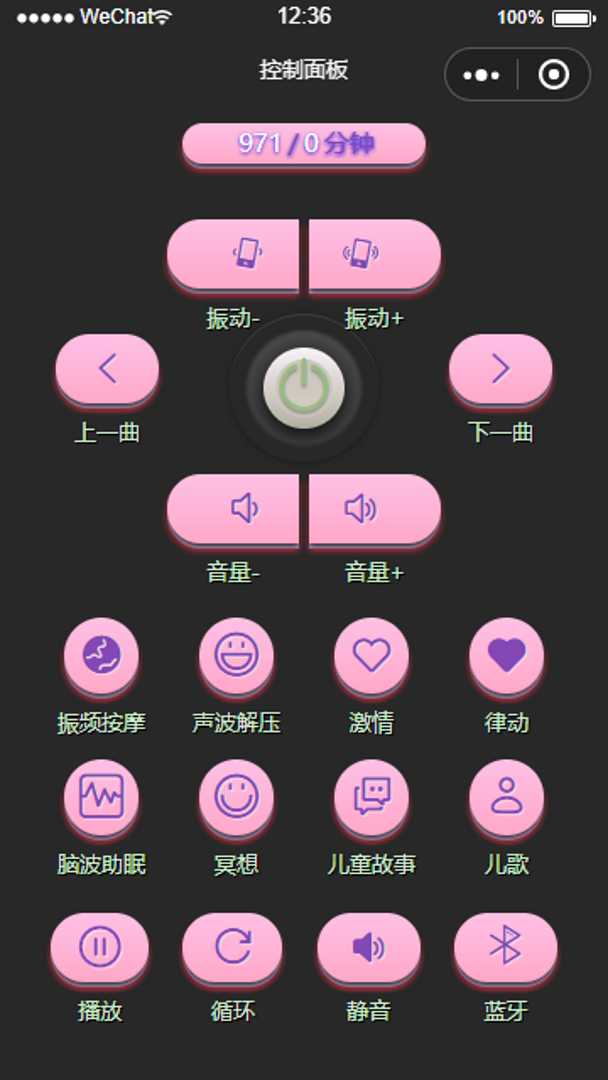 WeChat 12:36 100%
控制面板
971 / 0 分钟
振动- 振动+
上一曲 下一曲
音量- 音量+
振频按摩 声波解压 激情 律动
脑波助眠 冥想 儿童故事 儿歌
播放 循环 静音 蓝牙